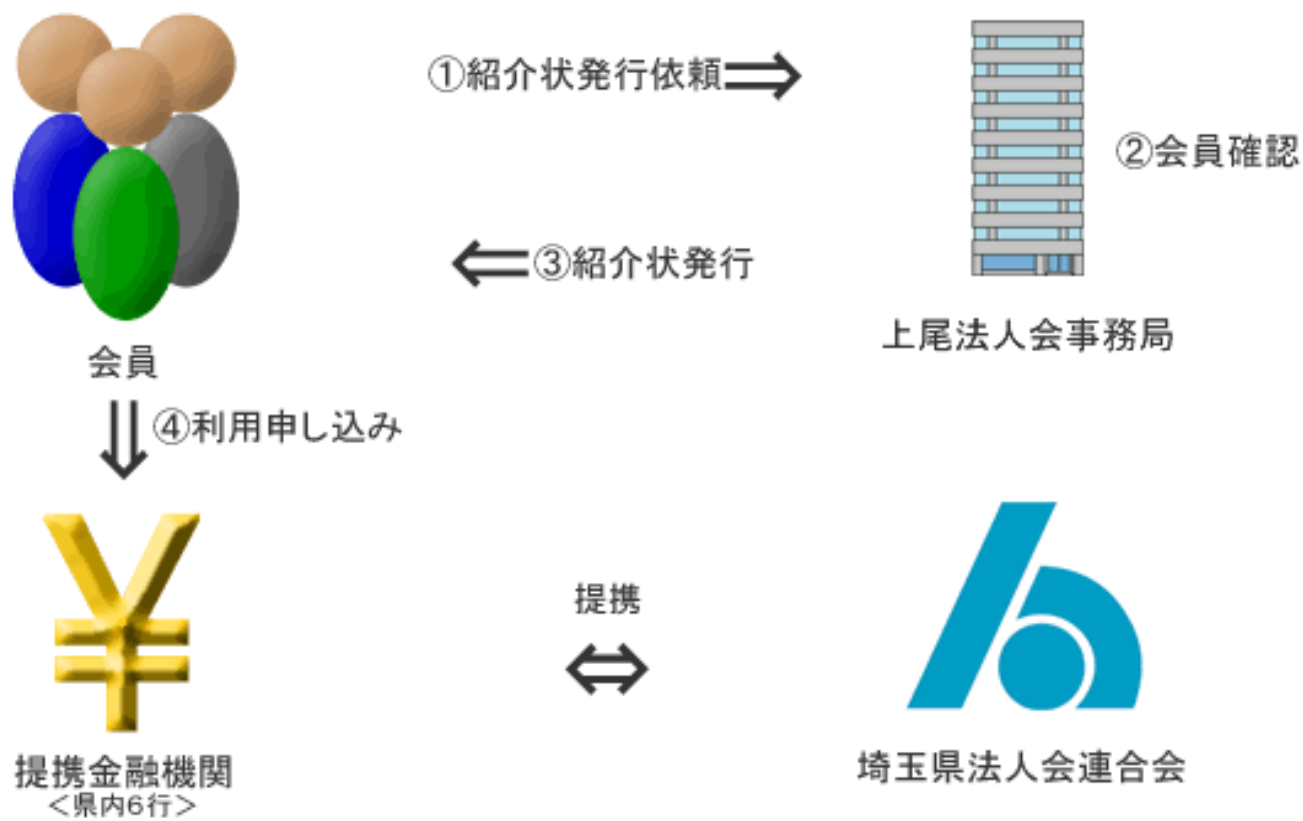 ①紹介状発行依頼
②会員確認
③紹介状発行
上尾法人会事務局
会員
④利用申し込み
提携
提携金融機関
＜県内6行＞
埼玉県法人会連合会